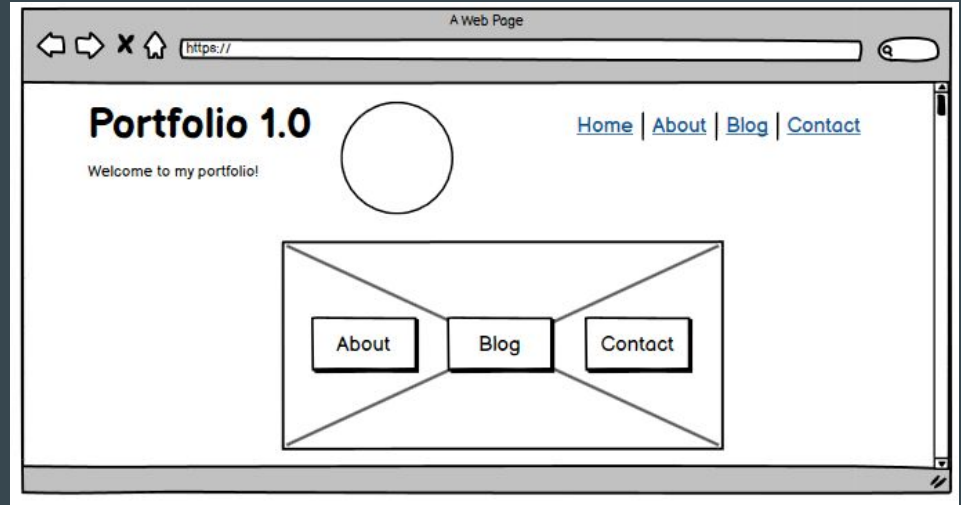 A Web Page
https://
Portfolio 1.0
Home | About | Blog | Contact
Welcome to my portfolio!
About
Blog
Contact